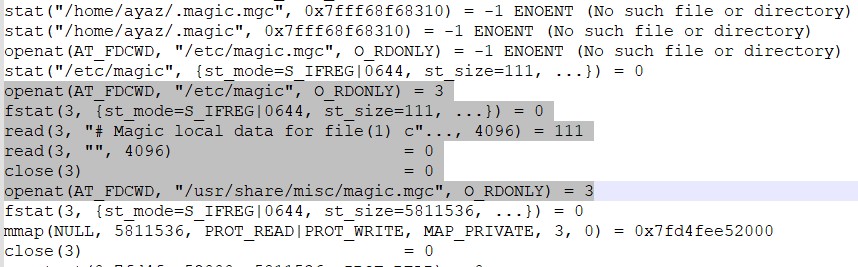 stat("/home/ayaz/.magic.mgc", 0x7fff68f68310) = -1 ENOENT (No such file or directory)
stat("/home/ayaz/.magic", 0x7fff68f68310) = -1 ENOENT (No such file or directory)
openat(AT_FDCWD, "/etc/magic.mgc", O_RDONLY) = -1 ENOENT (No such file or directory)
stat("/etc/magic", {st_mode=S_IFREG|0644, st_size=111, ...}) = 0
openat(AT_FDCWD, "/etc/magic", O_RDONLY) = 3
fstat(3, {st_mode=S_IFREG|0644, st_size=111, ...}) = 0
read(3, "# Magic local data for file(1) c"..., 4096) = 111
read(3, "", 4096)                       = 0
close(3)                                = 0
openat(AT_FDCWD, "/usr/share/misc/magic.mgc", O_RDONLY) = 3
fstat(3, {st_mode=S_IFREG|0644, st_size=5811536, ...}) = 0
mmap(NULL, 5811536, PROT_READ|PROT_WRITE, MAP_PRIVATE, 3, 0) = 0x7fd4fee52000
close(3)                                = 0